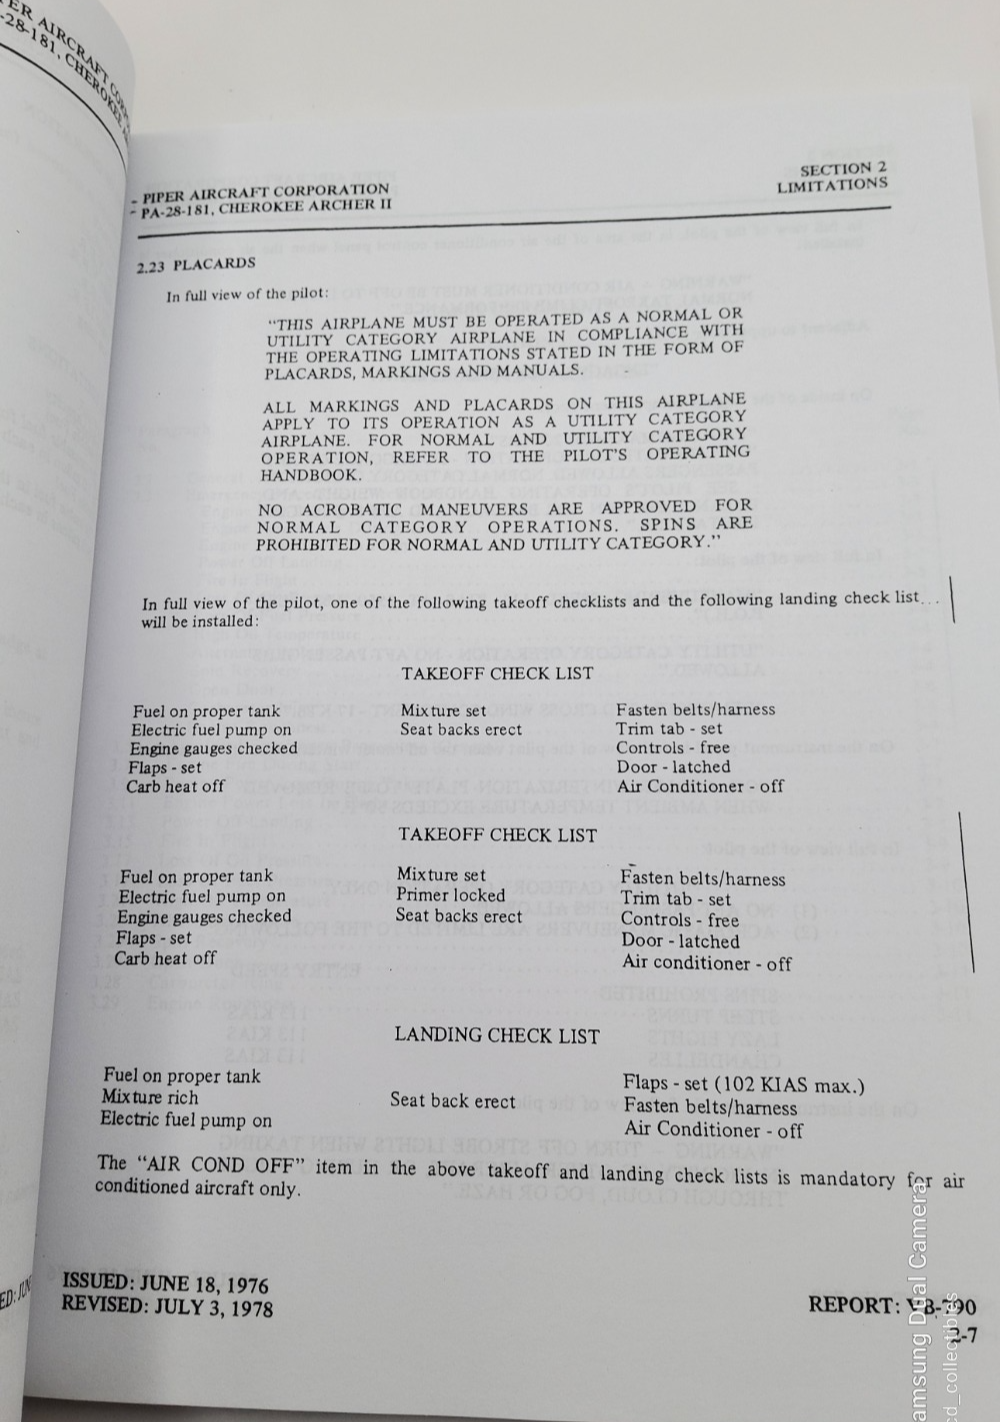 PIPER AIRCRAFT CORPORATION
PA-28-181, CHEROKEE ARCHER II
SECTION 2
LIMITATIONS
2.23 PLACARDS
In full view of the pilot:
"THIS AIRPLANE MUST BE OPERATED AS A NORMAL OR
UTILITY CATEGORY AIRPLANE IN COMPLIANCE WITH
THE OPERATING LIMITATIONS STATED IN THE FORM OF
PLACARDS, MARKINGS AND MANUALS.
ALL MARKINGS AND PLACARDS ON THIS AIRPLANE
APPLY TO ITS OPERATION AS A UTILITY CATEGORY
AIRPLANE. FOR NORMAL AND UTILITY CATEGORY
OPERATION, REFER TO THE PILOT'S OPERATING
HANDBOOK.
NO ACROBATIC MANEUVERS ARE APPROVED FOR
NORMAL CATEGORY OPERATIONS. SPINS ARE
PROHIBITED FOR NORMAL AND UTILITY CATEGORY."
In full view of the pilot, one of the following takeoff checklists and the following landing check list
will be installed:
TAKEOFF CHECK LIST
Fuel on proper tank Mixture set Fasten belts/harness
Electric fuel pump on Seat backs erect Trim tab - set
Engine gauges checked Controls - free
Flaps - set Door - latched
Carb heat off Air Conditioner - off
TAKEOFF CHECK LIST
Fuel on proper tank Mixture set Fasten belts/harness
Electric fuel pump on Primer locked Trim tab - set
Engine gauges checked Seat backs erect Controls - free
Flaps - set Door - latched
Carb heat off Air conditioner - off
LANDING CHECK LIST
Fuel on proper tank Flaps - set (102 KIAS max.)
Mixture rich Seat back erect Fasten belts/harness
Electric fuel pump on Air Conditioner - off
The "AIR COND OFF" item in the above takeoff and landing check lists is mandatory for air
conditioned aircraft only.
ISSUED: JUNE 18, 1976
REVISED: JULY 3, 1978
REPORT: VB-790
2-7